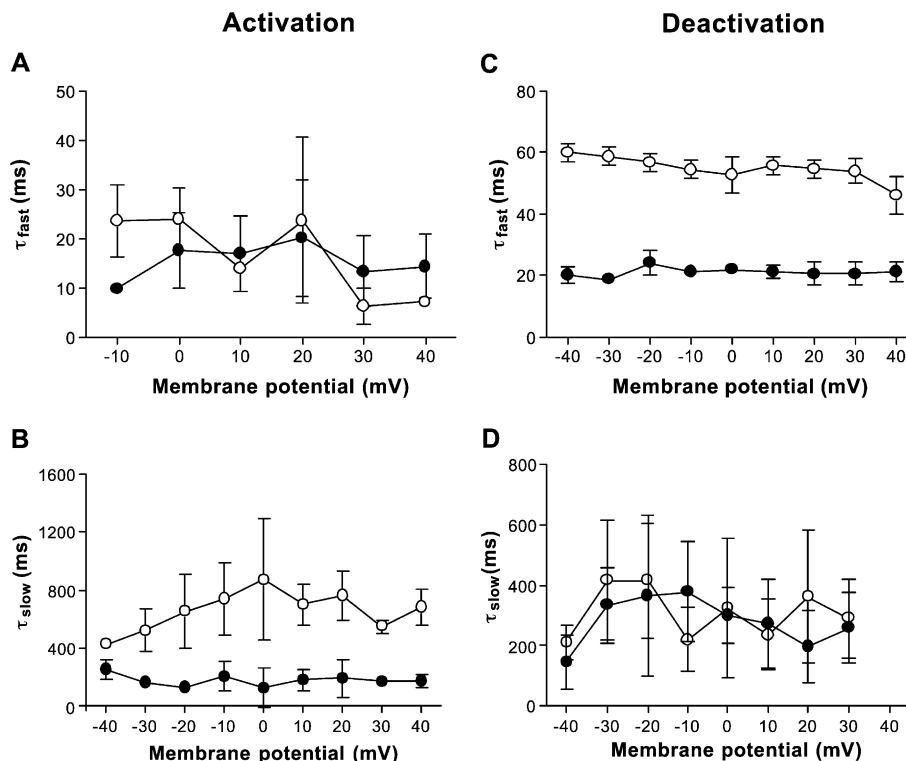 Activation
Deactivation
A
C
50
40
30
20
10
0
τfast (ms)
-10 0 10 20 30 40
Membrane potential (mV)
80
60
40
20
0
τfast (ms)
-40 -30 -20 -10 0 10 20 30 40
Membrane potential (mV)
B
D
1600
1200
800
400
0
τslow (ms)
-40 -30 -20 -10 0 10 20 30 40
Membrane potential (mV)
800
600
400
200
0
τslow(ms)
-40 -30 -20 -10 0 10 20 30 40
Membrane potential (mV)